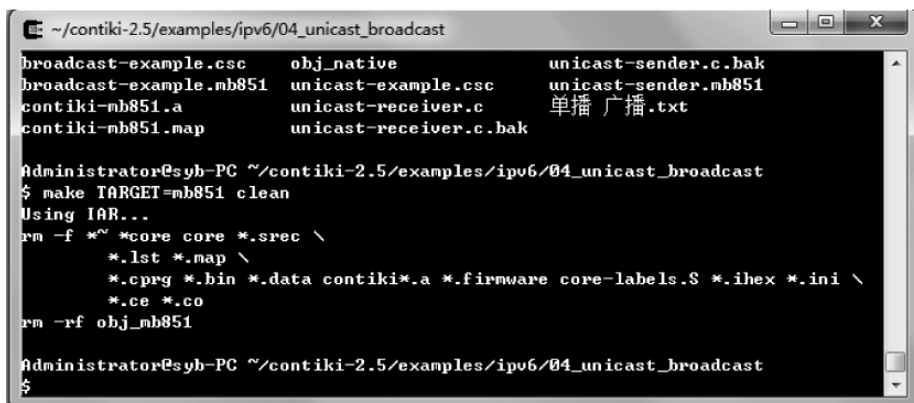 ~/contiki-2.5/examples/ipv6/04_unicast_broadcast
broadcast-example.csc obj_native unicast-sender.c.bak
broadcast-example.mb851 unicast-example.csc unicast-sender.mb851
contiki-mb851.a unicast-receiver.c 单播 广播.txt
contiki-mb851.map unicast-receiver.c.bak
Administrator@syb-PC ~/contiki-2.5/examples/ipv6/04_unicast_broadcast
$ make TARGET=mb851 clean
Using IAR...
rm -f *~ *core core *.srec \
*.lst *.map \
*.cprg *.bin *.data contiki*.a *.firmware core-labels.S *.ihex *.ini \
*.ce *.co
rm -rf obj_mb851
Administrator@syb-PC ~/contiki-2.5/examples/ipv6/04_unicast_broadcast
$